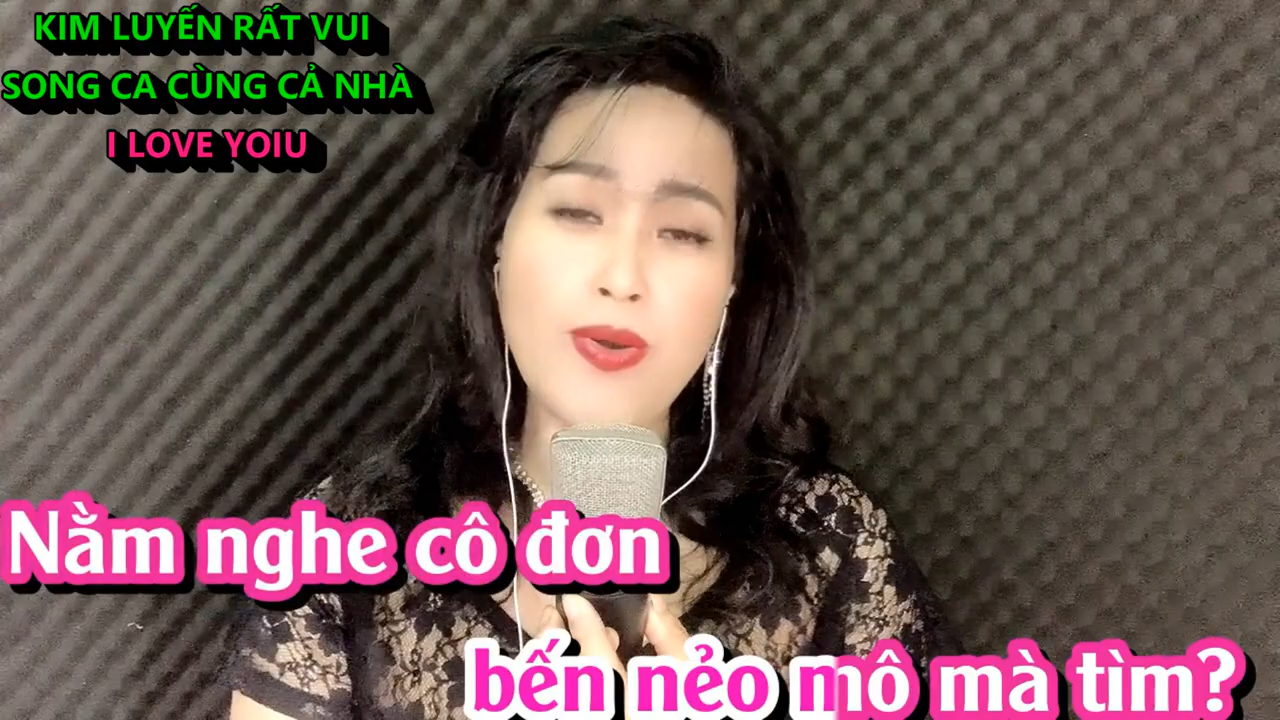 KIM LUYẾN RẤT VUI
SONG CA CÙNG CẢ NHÀ
I LOVE YOIU
Nằm nghe cô đơn
bến nẻo mô mà tìm?